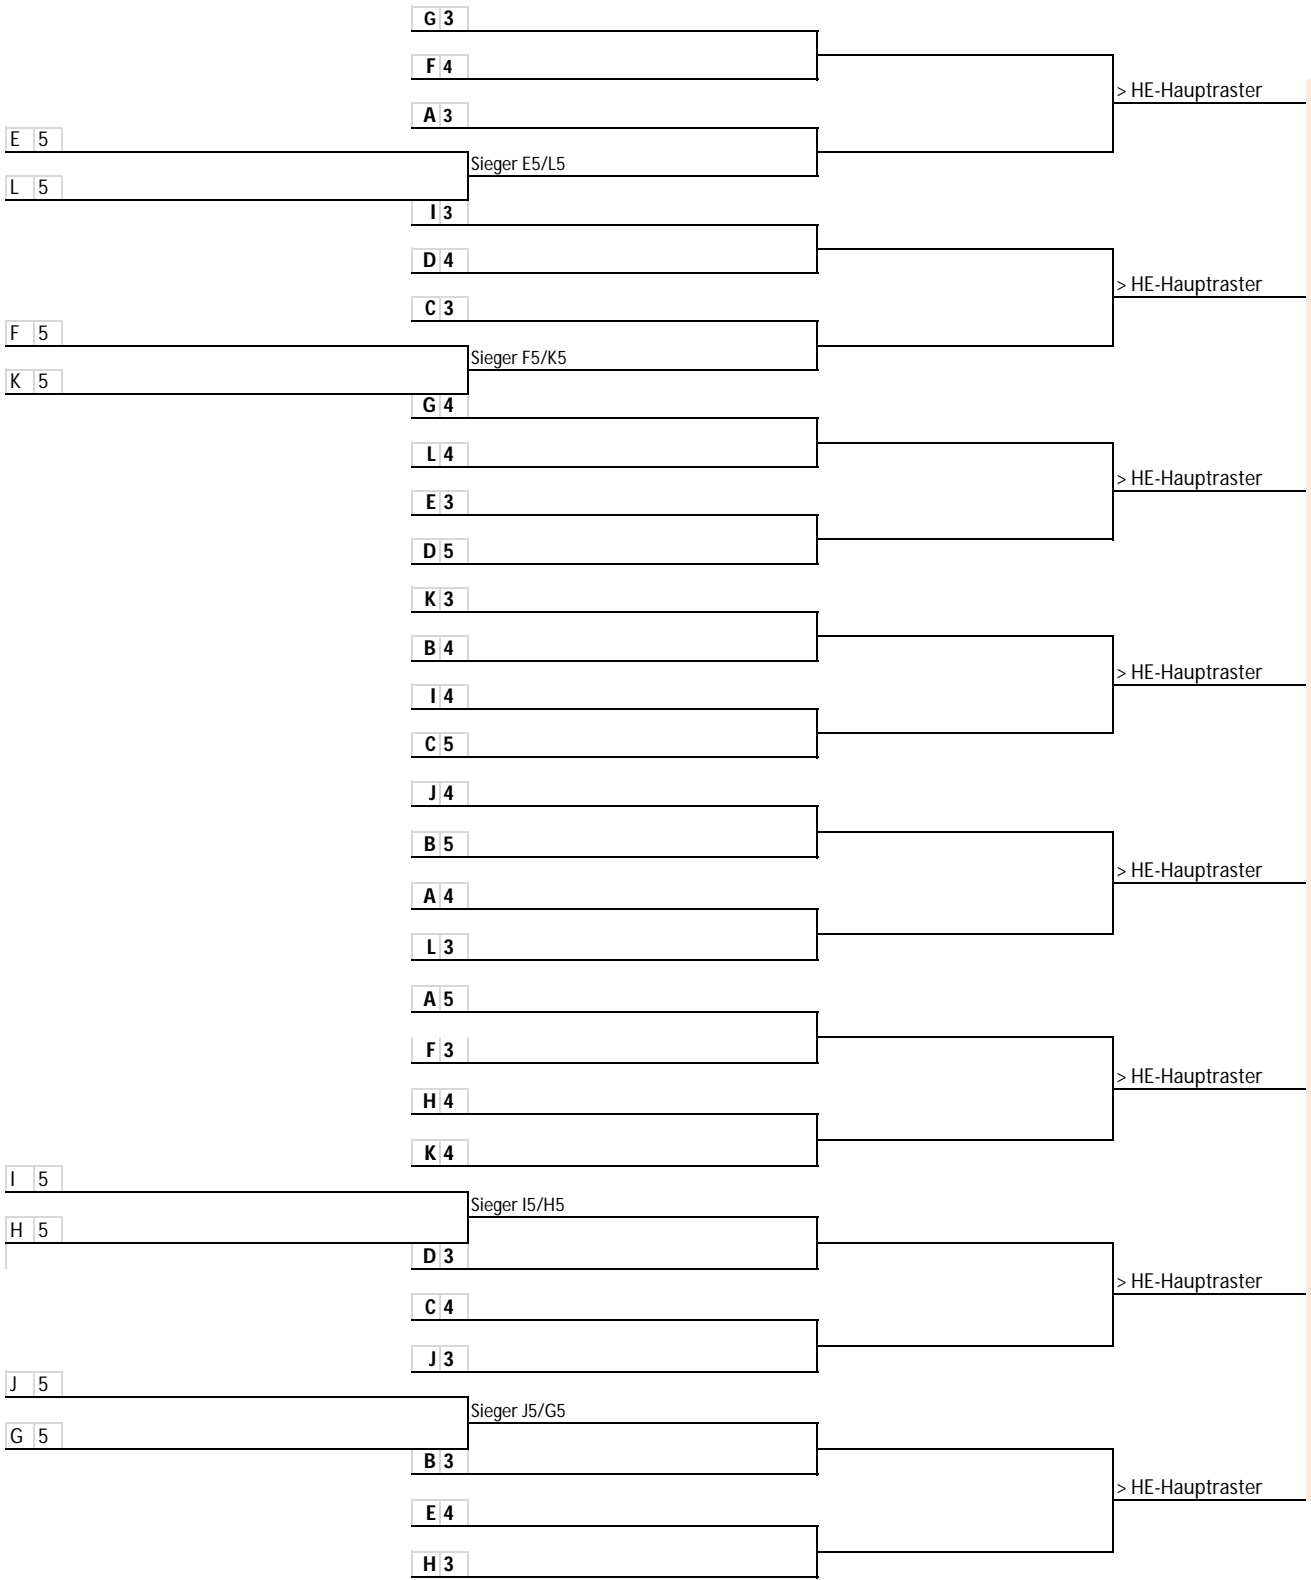 G 3
F 4
> HE-Hauptraster
A 3
E 5
Sieger E5/L5
L 5
I 3
D 4
> HE-Hauptraster
C 3
F 5
Sieger F5/K5
K 5
G 4
L 4
> HE-Hauptraster
E 3
D 5
K 3
B 4
> HE-Hauptraster
I 4
C 5
J 4
B 5
> HE-Hauptraster
A 4
L 3
A 5
F 3
> HE-Hauptraster
H 4
K 4
I 5
Sieger I5/H5
H 5
D 3
> HE-Hauptraster
C 4
J 3
J 5
Sieger J5/G5
G 5
B 3
> HE-Hauptraster
E 4
H 3